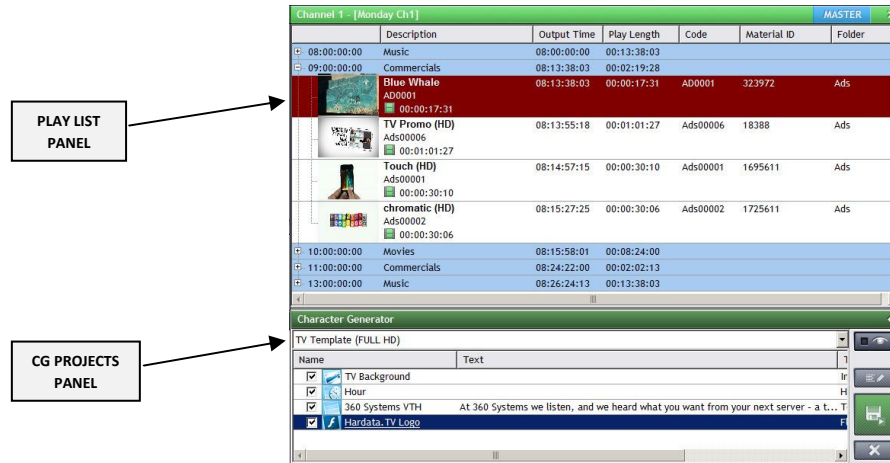 Channel 1 - [Monday Ch1] MASTER
Description Output Time Play Length Code Material ID Folder
08:00:00:00 Music 08:00:00:00 00:13:38:03
09:00:00:00 Commercials 08:13:38:03 00:02:19:28
Blue Whale 08:13:38:03 00:00:17:31 AD0001 323972 Ads
AD0001
00:00:17:31
PLAY LIST
PANEL
TV Promo (HD) 08:13:55:18 00:01:01:27 Ads00006 18388 Ads
Ads00006
00:01:01:27
Touch (HD) 08:14:57:15 00:00:30:10 Ads00001 1695611 Ads
Ads00001
00:00:30:10
chromatic (HD) 08:15:27:25 00:00:30:06 Ads00002 1725611 Ads
Ads00002
00:00:30:06
10:00:00:00 Movies 08:15:58:01 00:08:24:00
11:00:00:00 Commercials 08:24:22:00 00:02:02:13
13:00:00:00 Music 08:26:24:13 00:13:38:03
Character Generator
TV Template (FULL HD)
CG PROJECTS
PANEL
Name Text
TV Background
Hour H
360 Systems VTH At 360 Systems we listen, and we heard what you want from your next server - a t... T
Hardata.TV Logo